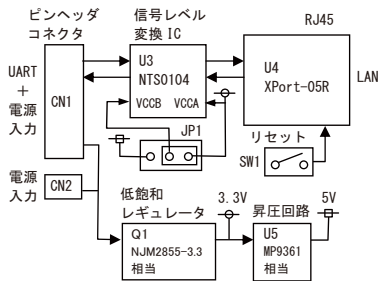 ピンヘッダ
コネクタ
信号レベル
変換 IC
RJ45
UART
＋
電源
入力
CN1
U3
NTS0104
VCCB
VCCA
U4
XPort-05R
LAN
JP1
リセット
SW1
電源
入力
CN2
低飽和
レギュレータ
3.3V
昇圧回路
5V
Q1
NJM2855-3.3
相当
U5
MP9361
相当